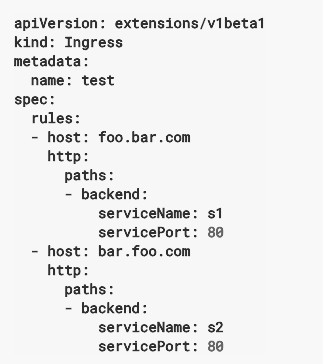 apiVersion: extensions/v1beta1
kind: Ingress
metadata:
  name: test
spec:
  rules:
  - host: foo.bar.com
    http:
      paths:
      - backend:
          serviceName: s1
          servicePort: 80
  - host: bar.foo.com
    http:
      paths:
      - backend:
          serviceName: s2
          servicePort: 80